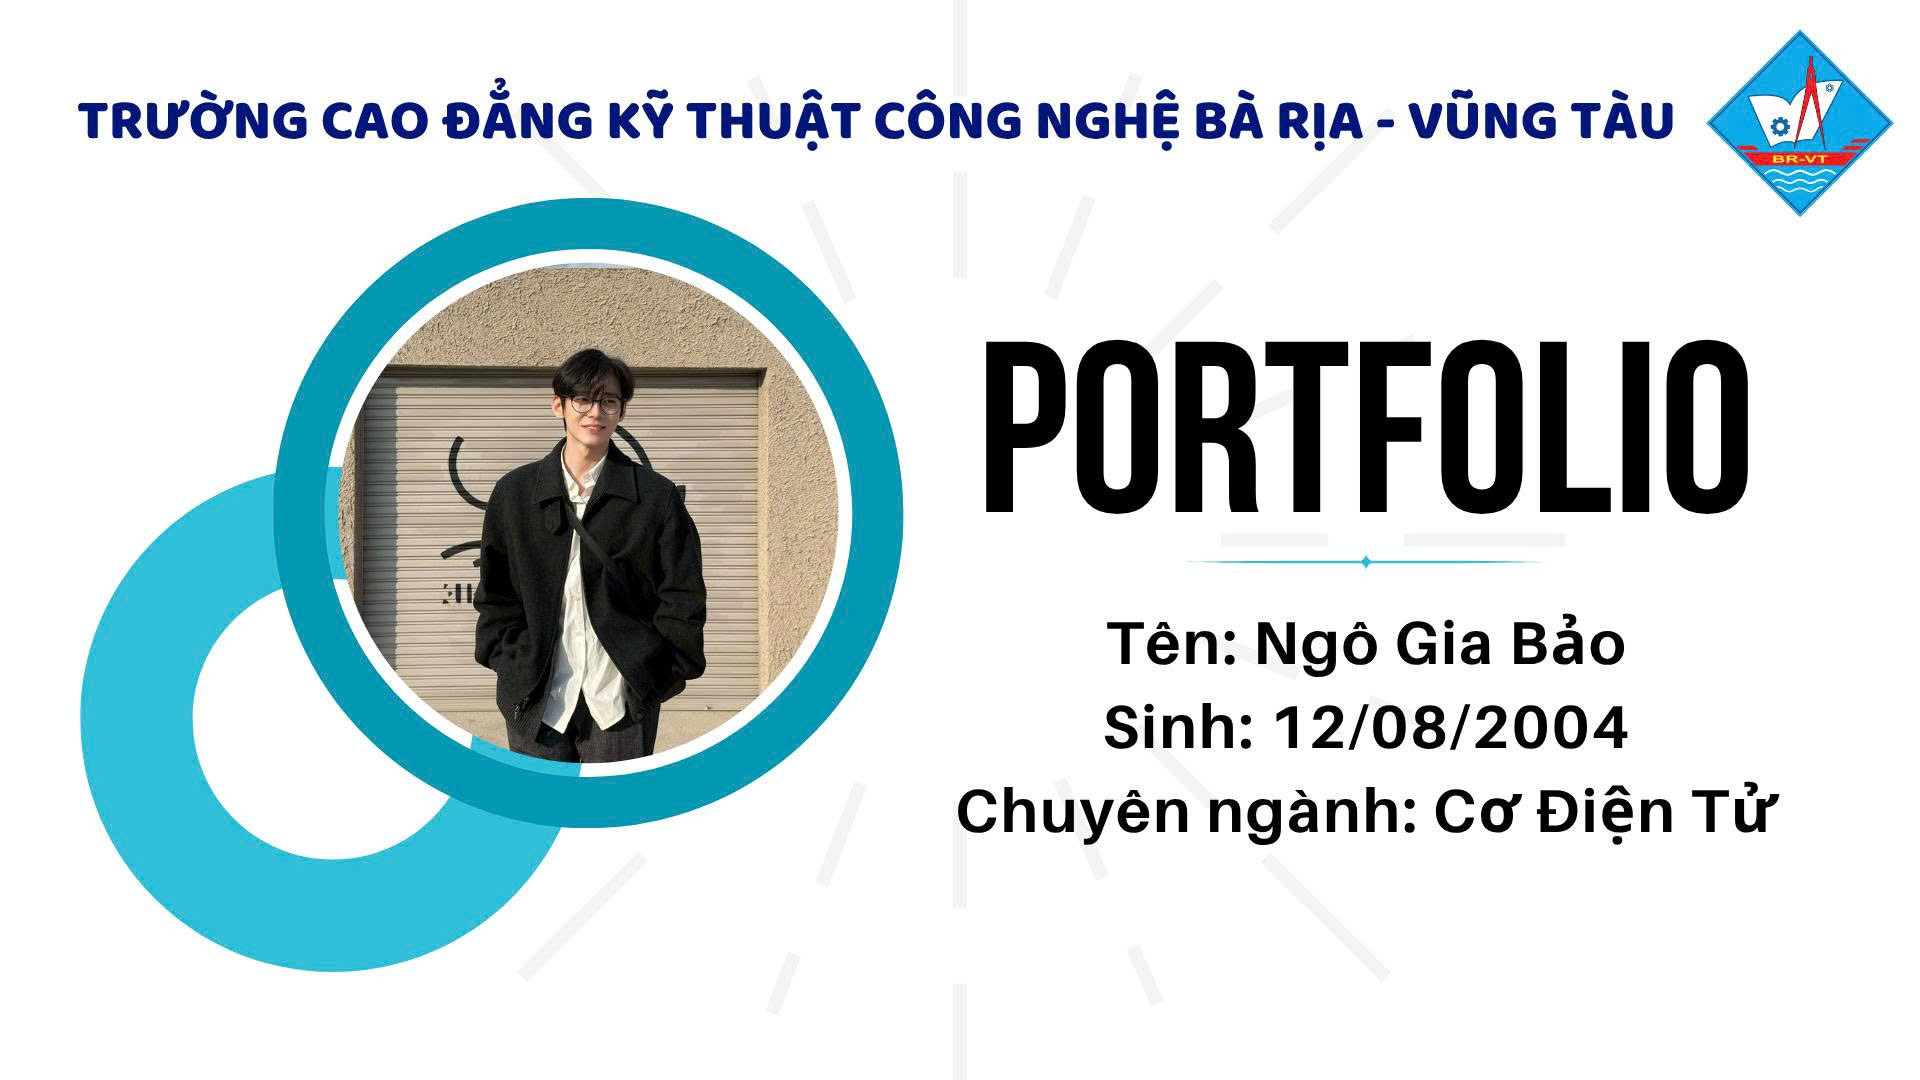 TRƯỜNG CAO ĐẲNG KỸ THUẬT CÔNG NGHỆ BÀ RỊA - VŨNG TÀU
BR-VT
PORTFOLIO
Tên: Ngô Gia Bảo
Sinh: 12/08/2004
Chuyên ngành: Cơ Điện Tử